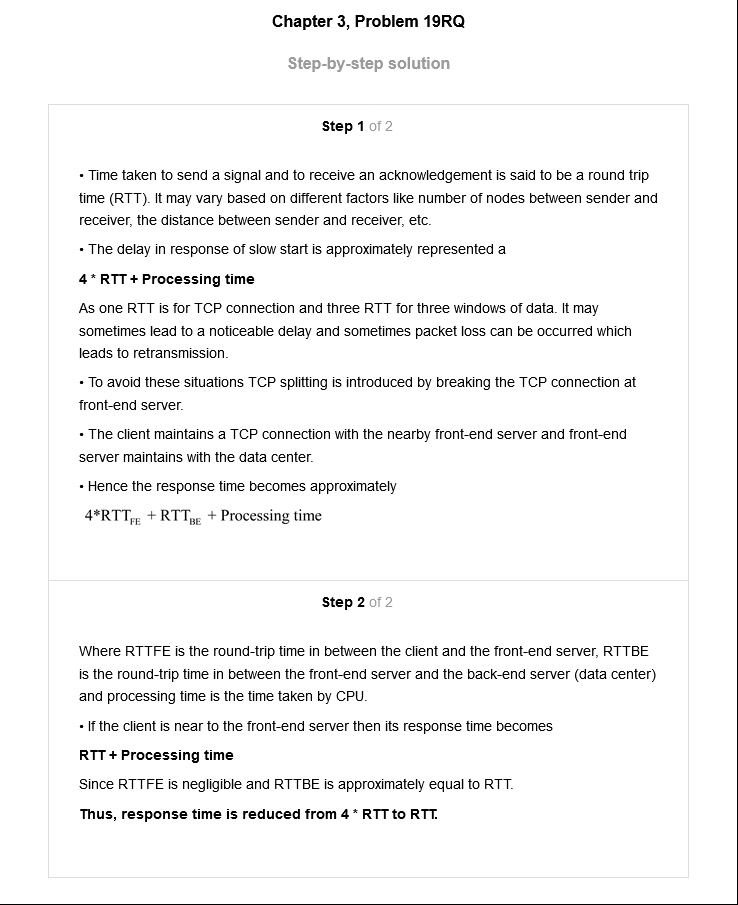 Chapter 3, Problem 19RQ
Step-by-step solution
Step 1 of 2
• Time taken to send a signal and to receive an acknowledgement is said to be a round trip
time (RTT). It may vary based on different factors like number of nodes between sender and
receiver, the distance between sender and receiver, etc.
• The delay in response of slow start is approximately represented a
4 * RTT + Processing time
As one RTT is for TCP connection and three RTT for three windows of data. It may
sometimes lead to a noticeable delay and sometimes packet loss can be occurred which
leads to retransmission.
• To avoid these situations TCP splitting is introduced by breaking the TCP connection at
front-end server.
• The client maintains a TCP connection with the nearby front-end server and front-end
server maintains with the data center.
• Hence the response time becomes approximately
4*RTT_FE + RTT_BE + Processing time
Step 2 of 2
Where RTTFE is the round-trip time in between the client and the front-end server, RTTBE
is the round-trip time in between the front-end server and the back-end server (data center)
and processing time is the time taken by CPU.
• If the client is near to the front-end server then its response time becomes
RTT + Processing time
Since RTTFE is negligible and RTTBE is approximately equal to RTT.
Thus, response time is reduced from 4 * RTT to RTT.